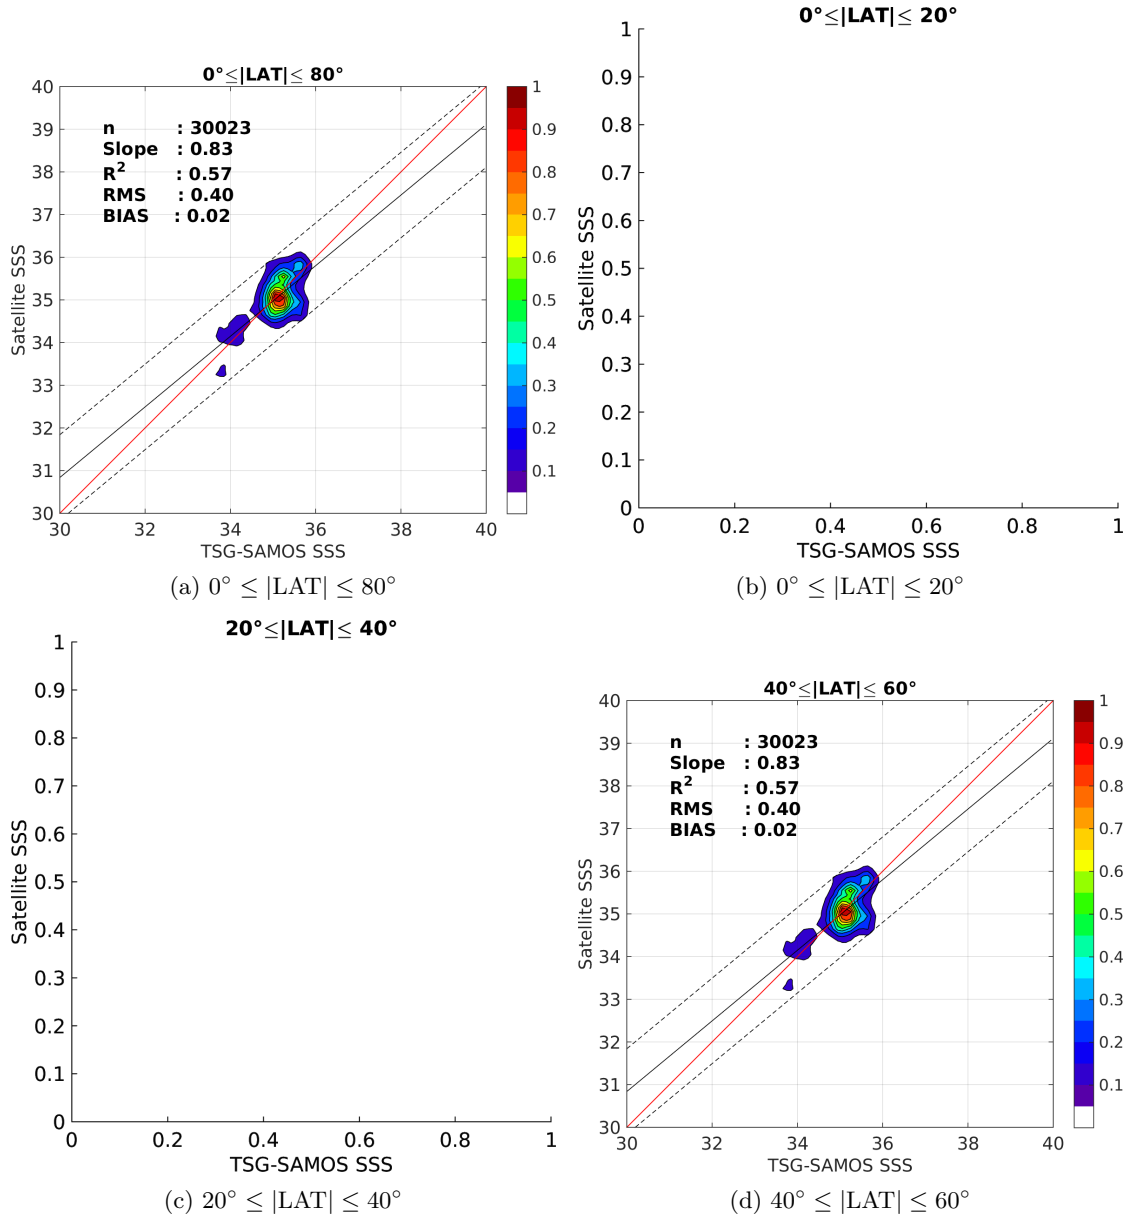 0°≤|LAT|≤ 80°
40
39
38
37
36
35
34
33
32
31
30
n : 30023
Slope : 0.83
R² : 0.57
RMS : 0.40
BIAS : 0.02
Satellite SSS
30 32 34 36 38 40
TSG-SAMOS SSS
1
0.9
0.8
0.7
0.6
0.5
0.4
0.3
0.2
0.1
(a) 0° ≤ |LAT| ≤ 80°
0°≤|LAT|≤ 20°
1
0.9
0.8
0.7
0.6
0.5
0.4
0.3
0.2
0.1
0
Satellite SSS
0 0.2 0.4 0.6 0.8 1
TSG-SAMOS SSS
(b) 0° ≤ |LAT| ≤ 20°
20°≤|LAT|≤ 40°
1
0.9
0.8
0.7
0.6
0.5
0.4
0.3
0.2
0.1
0
Satellite SSS
0 0.2 0.4 0.6 0.8 1
TSG-SAMOS SSS
(c) 20° ≤ |LAT| ≤ 40°
40°≤|LAT|≤ 60°
40
39
38
37
36
35
34
33
32
31
30
n : 30023
Slope : 0.83
R² : 0.57
RMS : 0.40
BIAS : 0.02
Satellite SSS
30 32 34 36 38 40
TSG-SAMOS SSS
1
0.9
0.8
0.7
0.6
0.5
0.4
0.3
0.2
0.1
(d) 40° ≤ |LAT| ≤ 60°